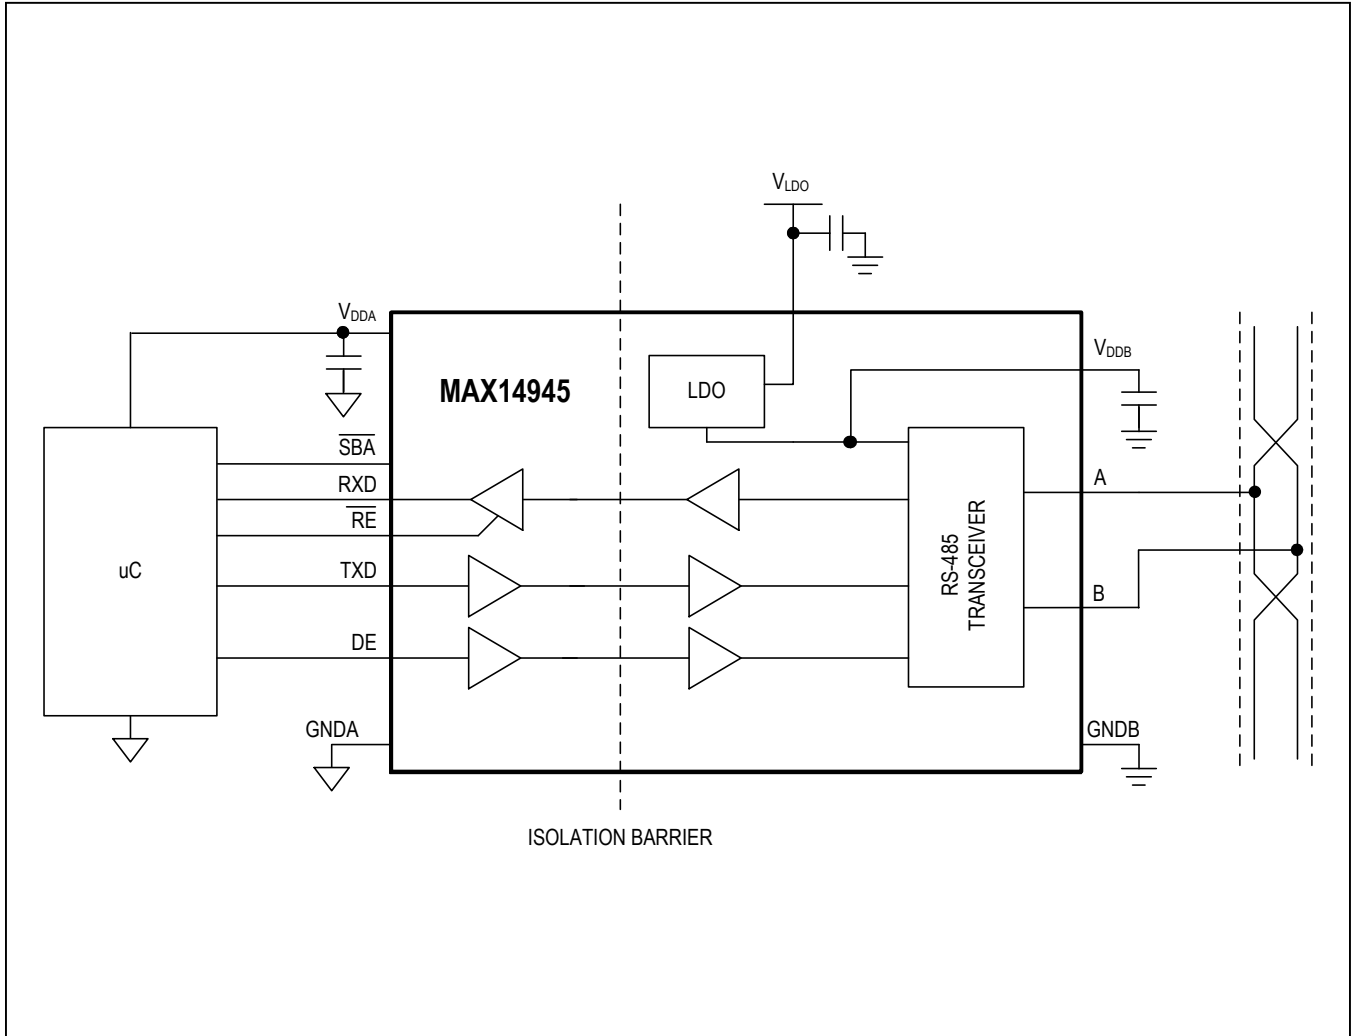 VLDO
VDDA
VDDB
MAX14945
LDO
SBA
RXD
RE
TXD
DE
uC
RS-485
TRANSCEIVER
A
B
GNDA
GNDB
ISOLATION BARRIER